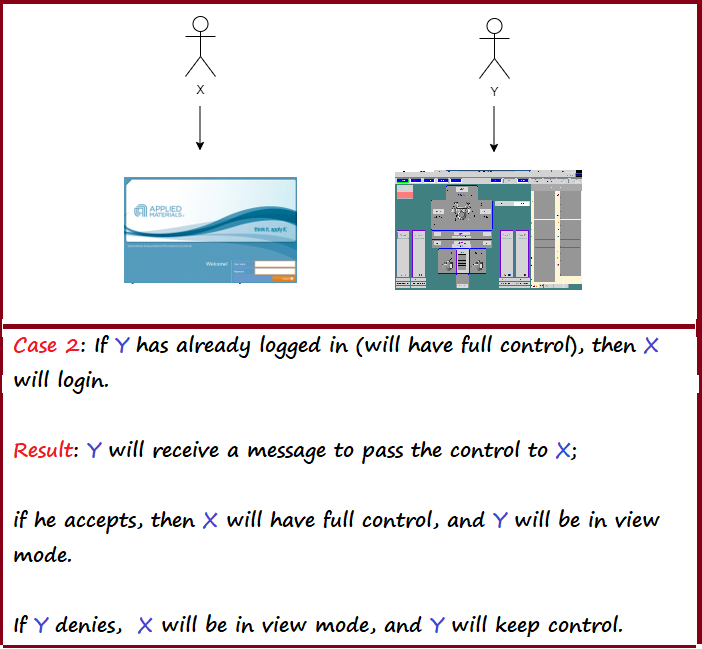 X
Y
APPLIED
MATERIALS
think it. apply it.
Welcome!
Case 2: If Y has already logged in (will have full control), then X
will login.
Result: Y will receive a message to pass the control to X;
if he accepts, then X will have full control, and Y will be in view
mode.
If Y denies, X will be in view mode, and Y will keep control.